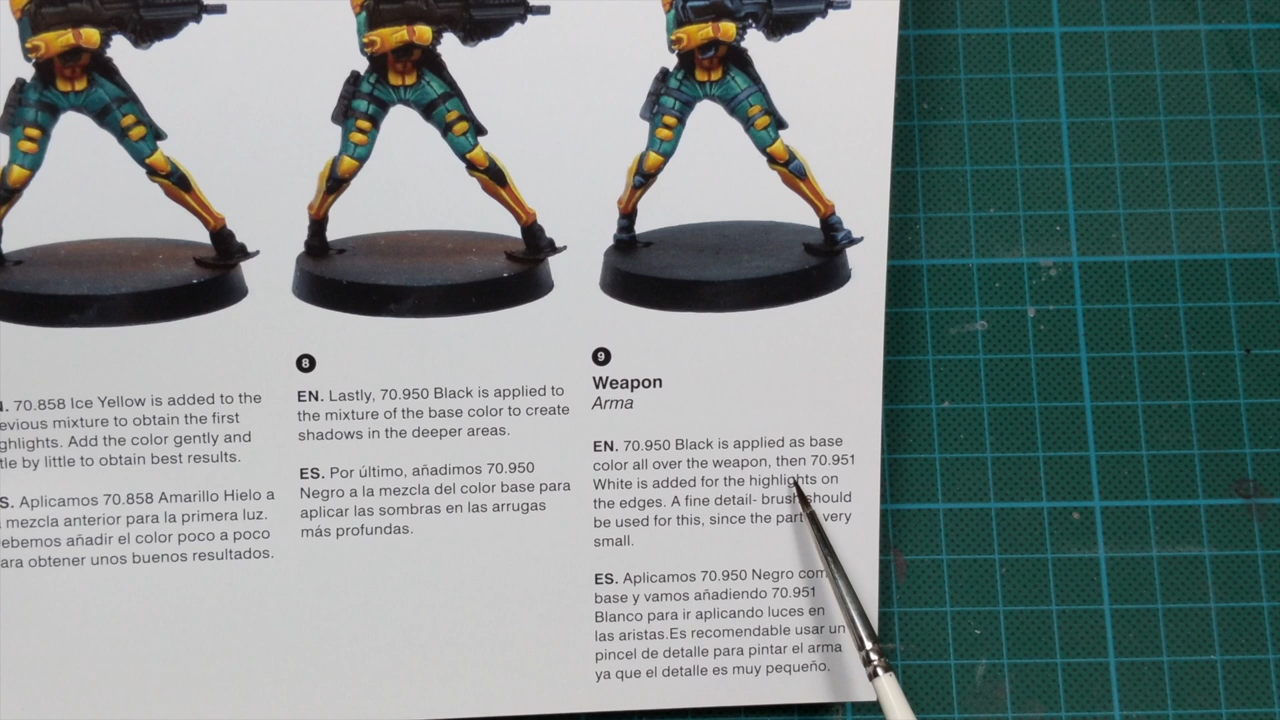 70.858 Ice Yellow is added to the
mixture to obtain the first
Add the color gently and
by little to obtain best results.
Aplicamos 70.858 Amarillo Hielo a
mezcla anterior para la primera luz.
añadir el color poco a poco
obtener unos buenos resultados.
8
EN. Lastly, 70.950 Black is applied to
the mixture of the base color to create
shadows in the deeper areas.
ES. Por último, añadimos 70.950
Negro a la mezcla del color base para
aplicar las sombras en las arrugas
más profundas.
9
Weapon
Arma
EN. 70.950 Black is applied as base
color all over the weapon, then 70.951
White is added for the highlights on
the edges. A fine detail- brush should
be used for this, since the part very
small.
ES. Aplicamos 70.950 Negro
base y vamos añadiendo 70.951
Blanco para ir aplicando luces en
las aristas.Es recomendable usar un
pincel de detalle para pintar el arma
ya que el detalle es muy pequeño.